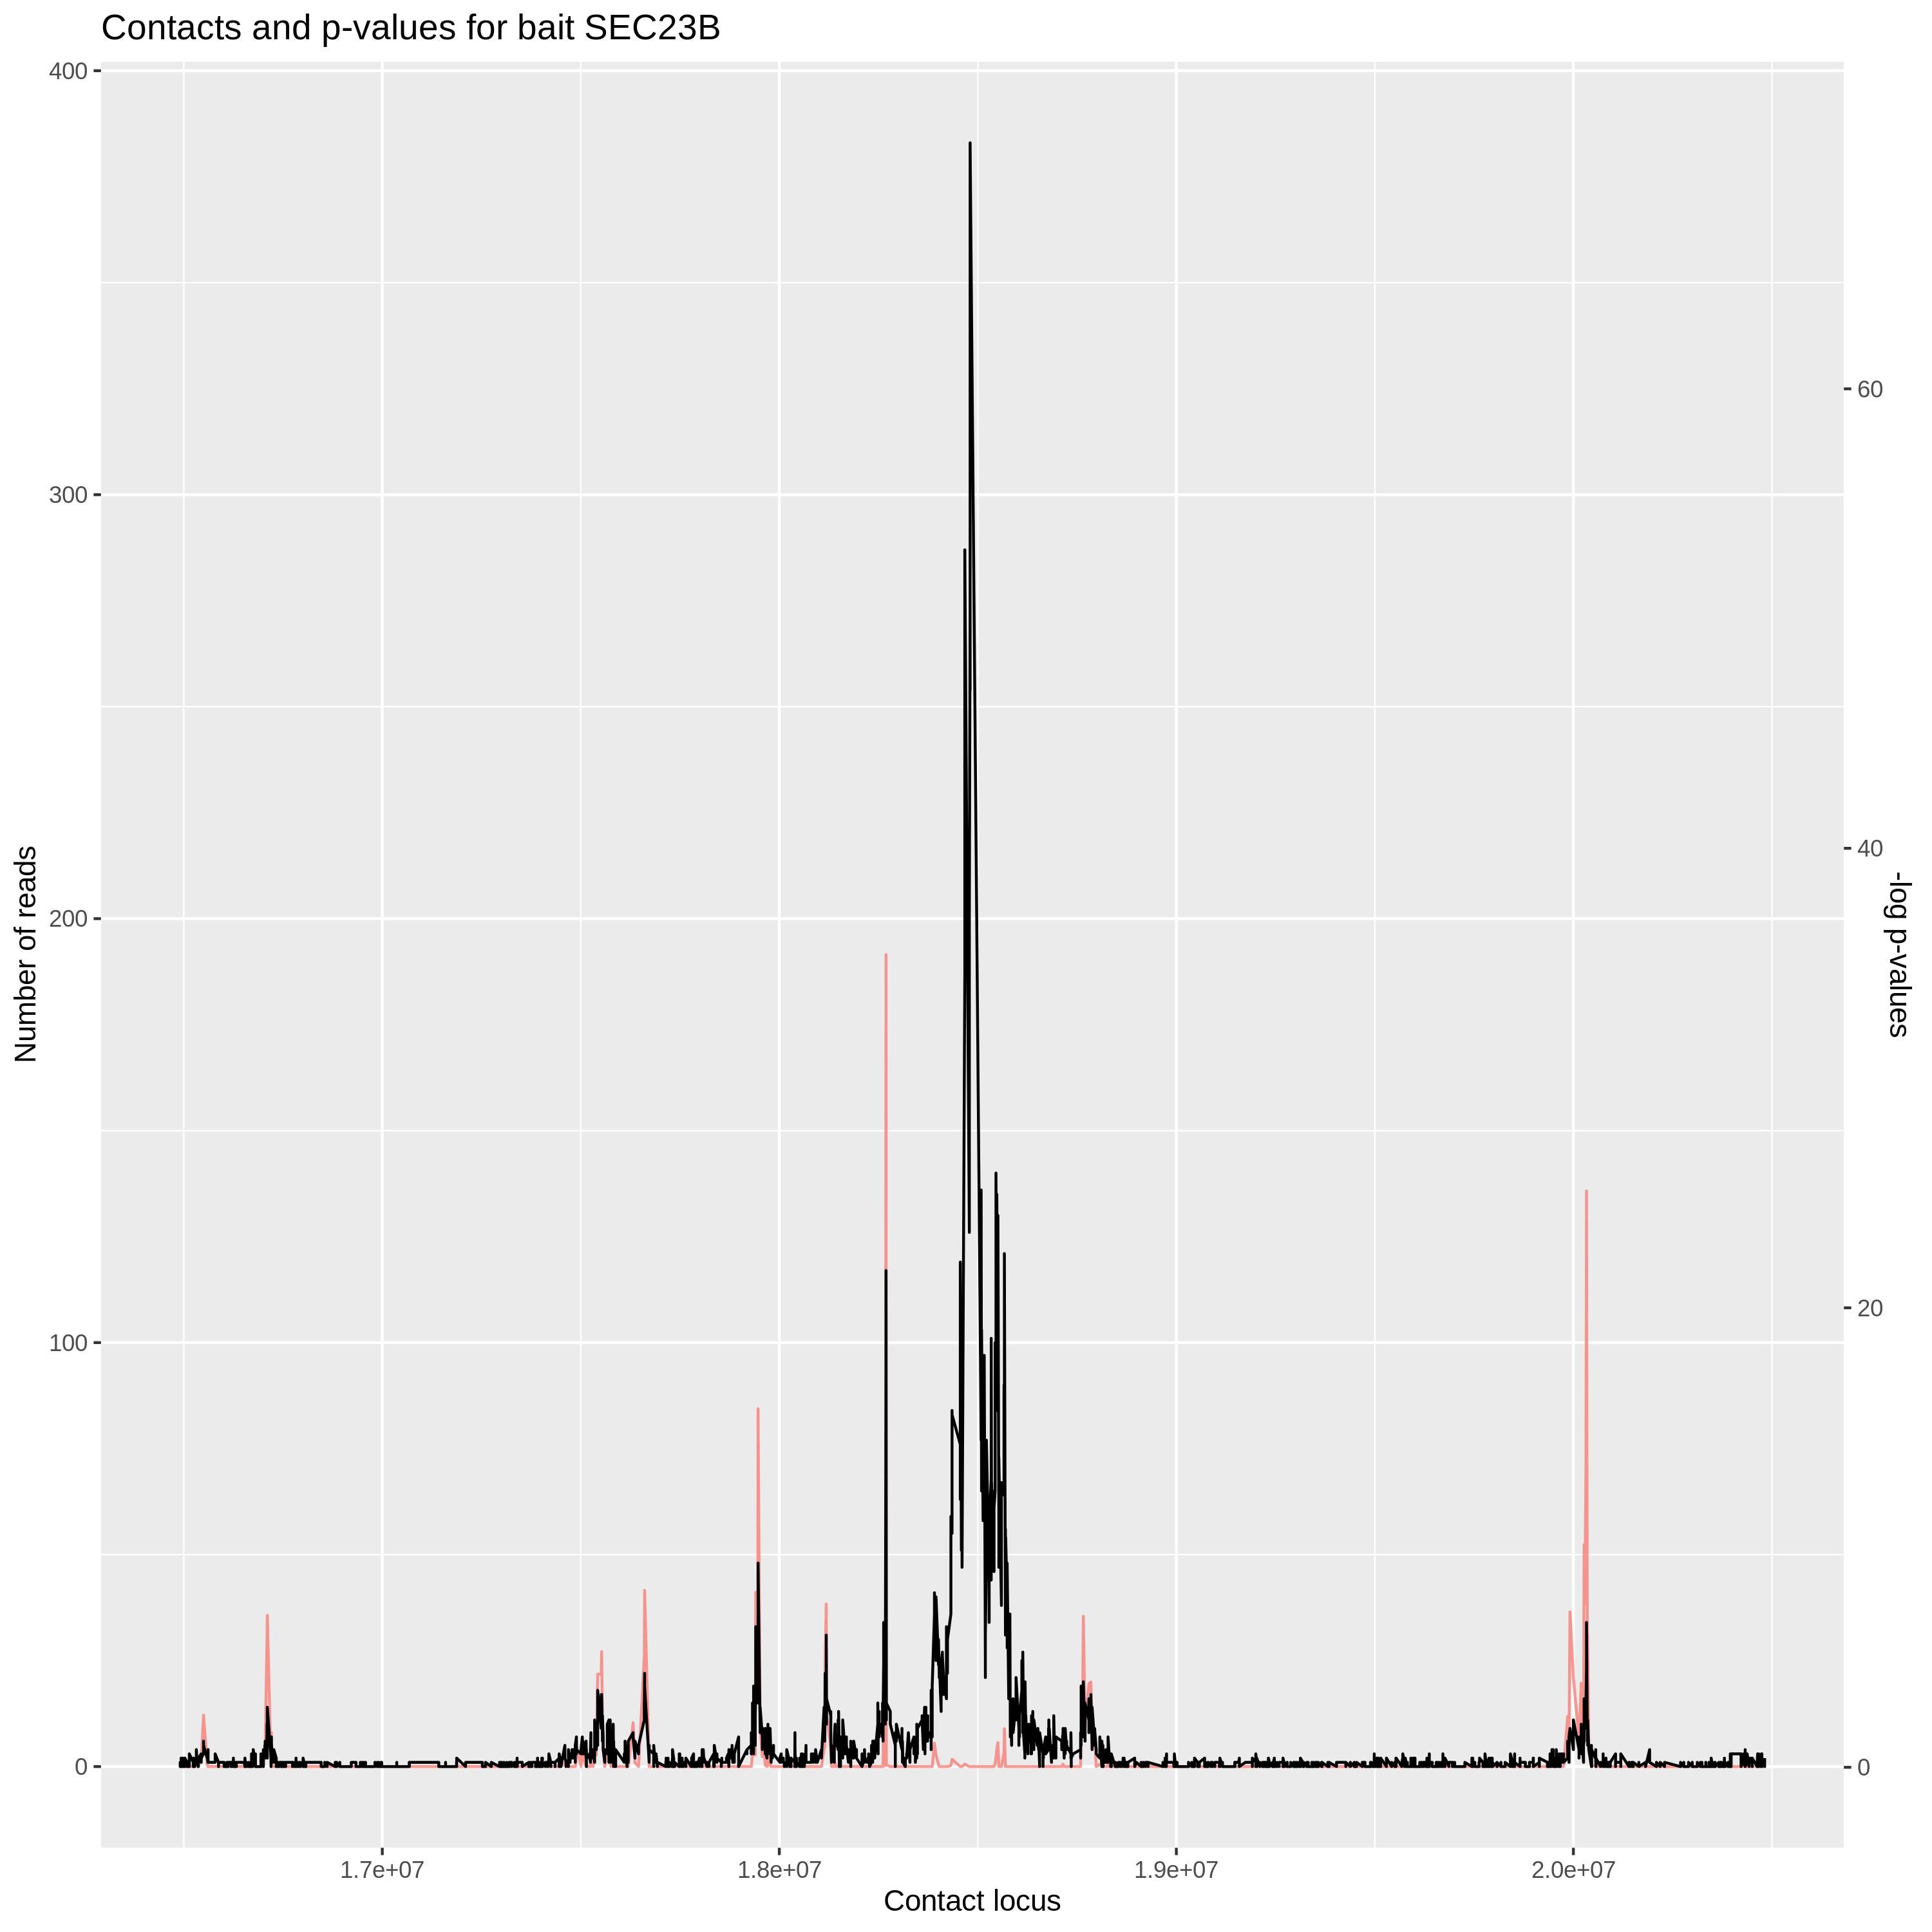 Contacts and p-values for bait SEC23B
400
300
200
100
0
Number of reads
60
40
20
0
-log p-values
1.7e+07
1.8e+07
1.9e+07
2.0e+07
Contact locus